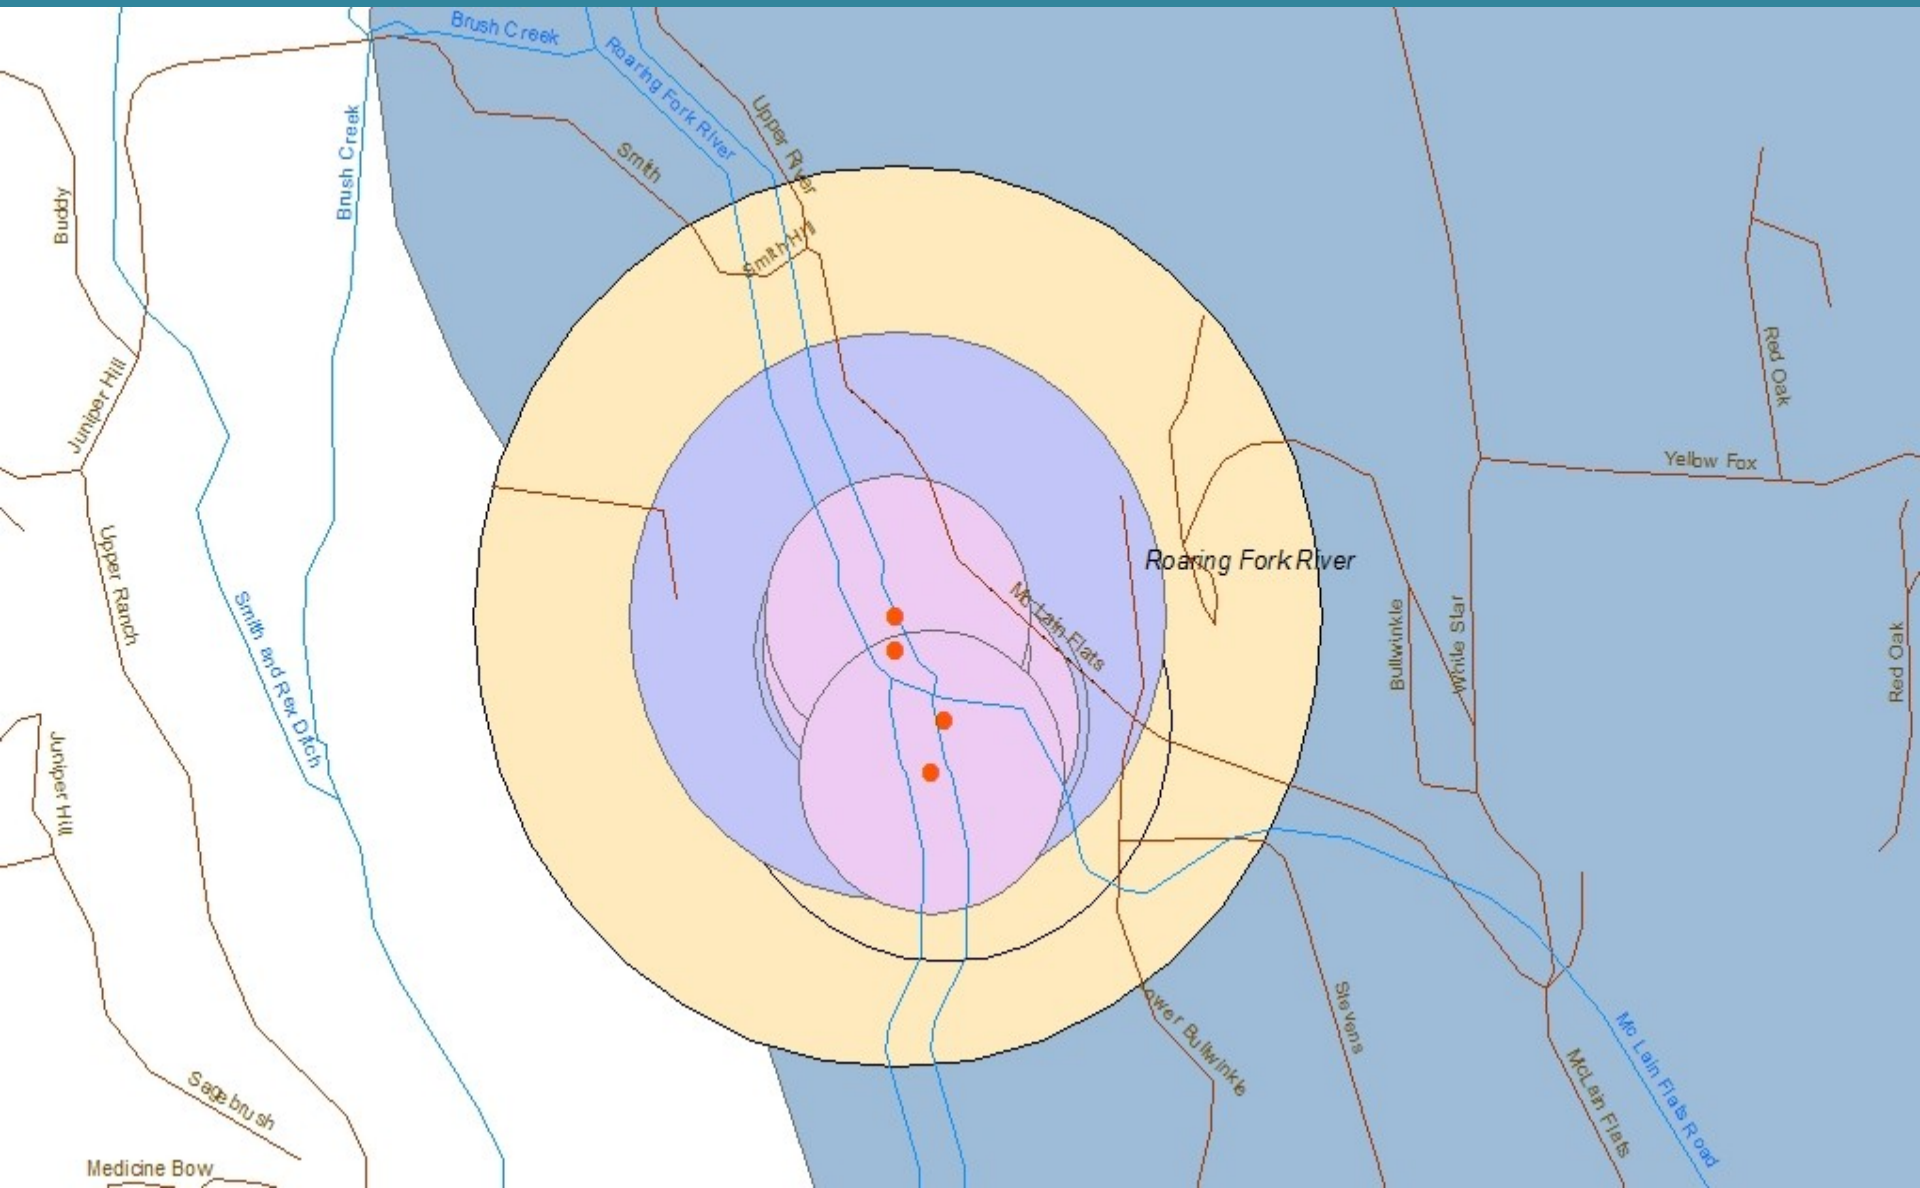 Brush Creek
Roaring Fork River
Upper River
Brush Creek
Smith
Buddy
Smith Hill
Red Oak
Juniper Hill
Yellow Fox
Roaring Fork River
Upper Ranch
Mc Lain Flats
Bullwinkle
White Star
Red Oak
Smith and Rex Ditch
Juniper Hill
Lower Bullwinkle
Stevens
Mc Lain Flats Road
McLain Flats
Sagebrush
Medicine Bow